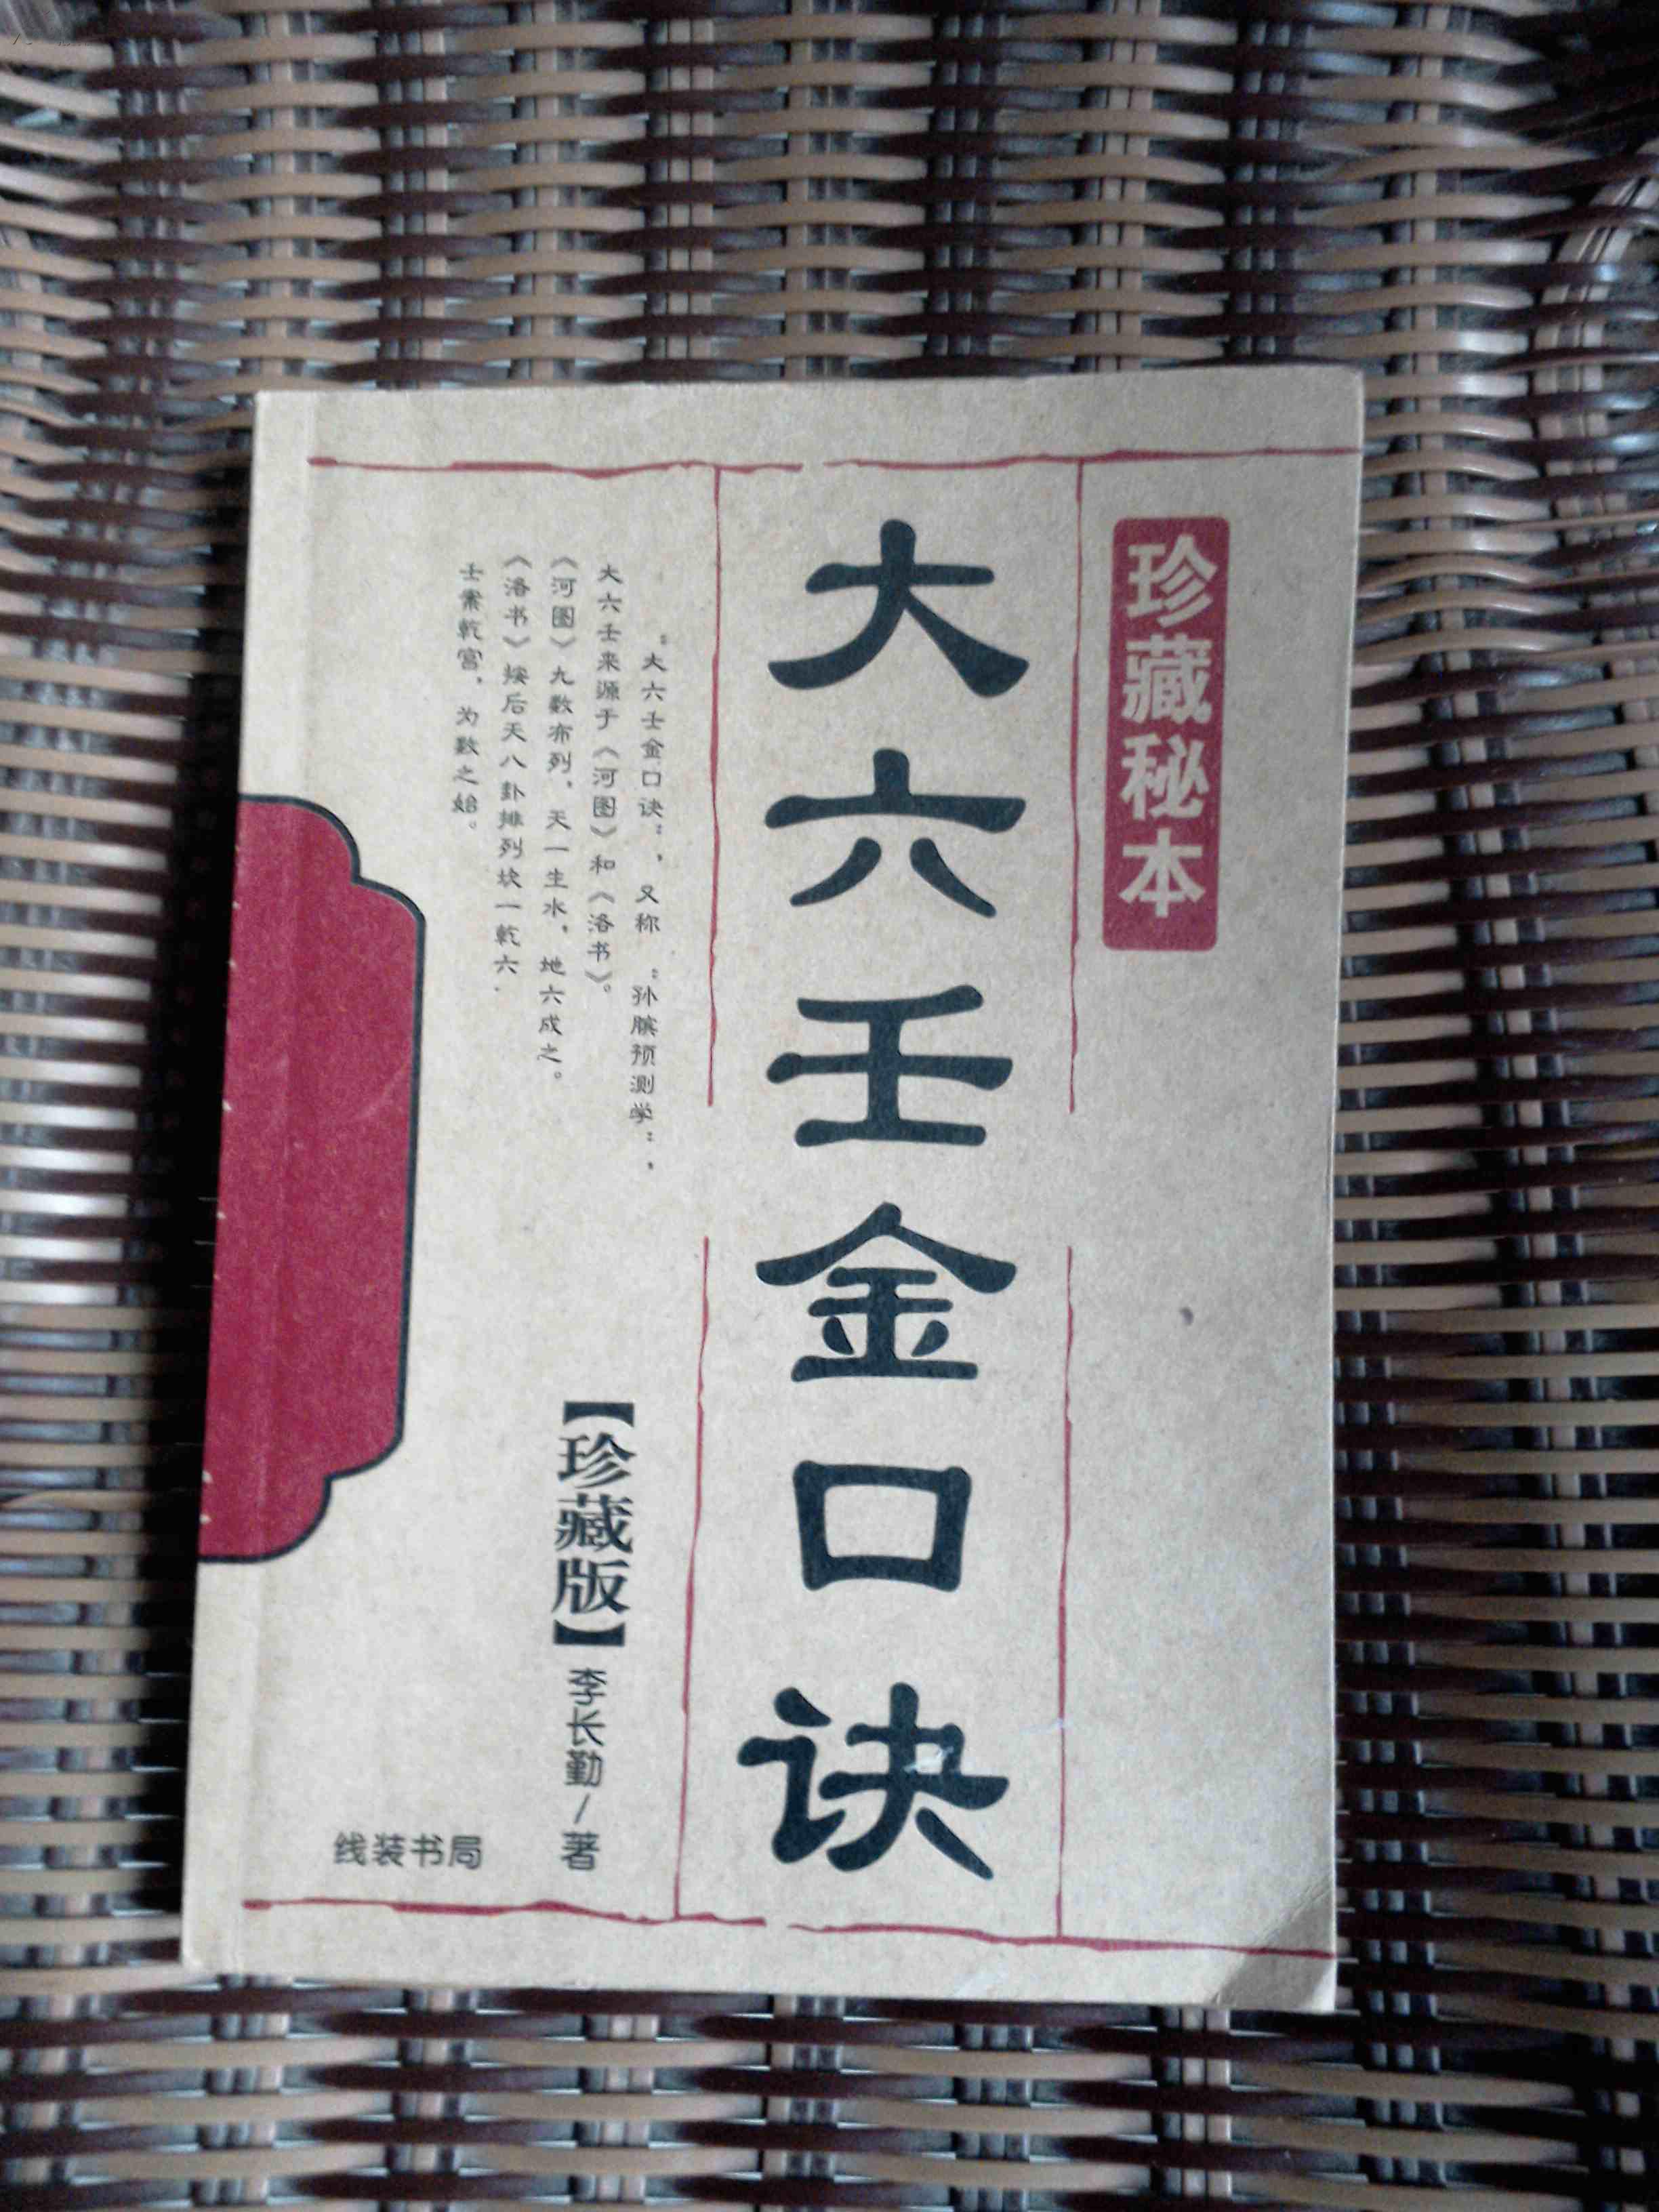 珍藏秘本
大六壬金口诀
“大六壬金口诀”，又称“孙膑预测学”，
大六壬来源于《河图》和《洛书》。
《河图》九数布列，天一生水，地六成之。
《洛书》按后天八卦排列坎一乾六.
壬寄乾宫，为数之始。
【珍藏版】
李长勤/著
线装书局